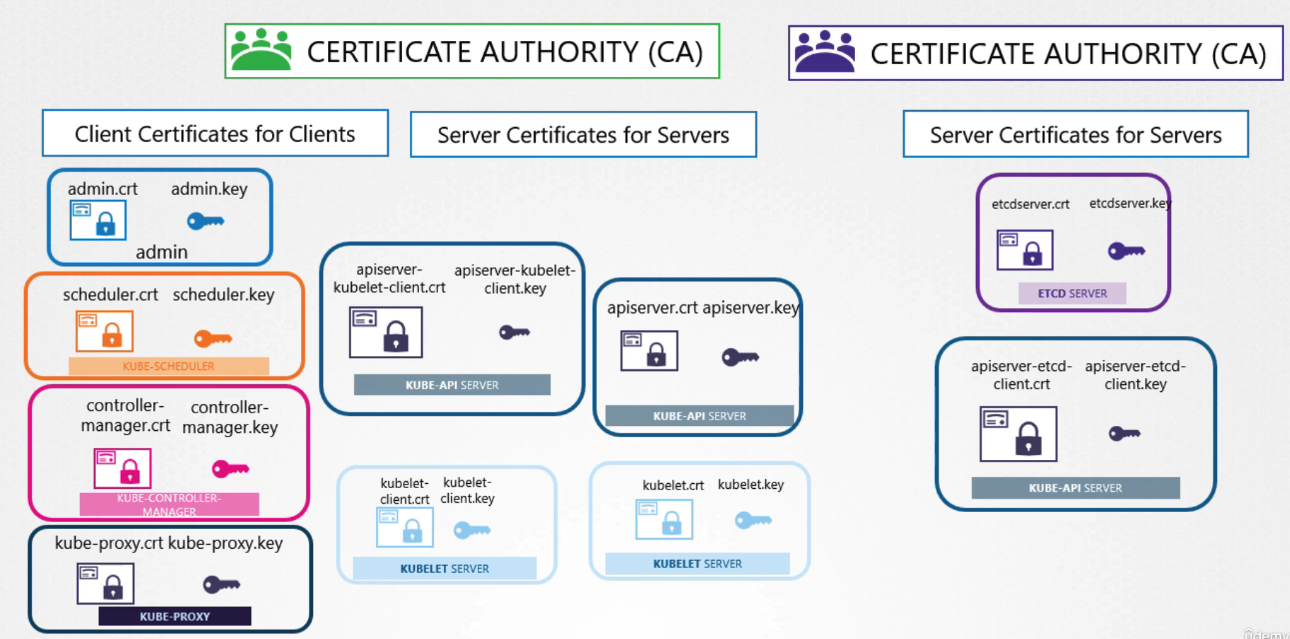 CERTIFICATE AUTHORITY (CA)
CERTIFICATE AUTHORITY (CA)
Client Certificates for Clients
Server Certificates for Servers
Server Certificates for Servers
admin.crt
admin.key
admin
scheduler.crt
scheduler.key
KUBE-SCHEDULER
controller-
manager.crt
controller-
manager.key
KUBE-CONTROLLER-
MANAGER
kube-proxy.crt
kube-proxy.key
KUBE-PROXY
apiserver-
kubelet-client.crt
apiserver-kubelet-
client.key
KUBE-API SERVER
apiserver.crt
apiserver.key
KUBE-API SERVER
kubelet-
client.crt
kubelet-
client.key
KUBELET SERVER
kubelet.crt
kubelet.key
KUBELET SERVER
etcdserver.crt
etcdserver.key
ETCD SERVER
apiserver-etcd-
client.crt
apiserver-etcd-
client.key
KUBE-API SERVER
Udemy